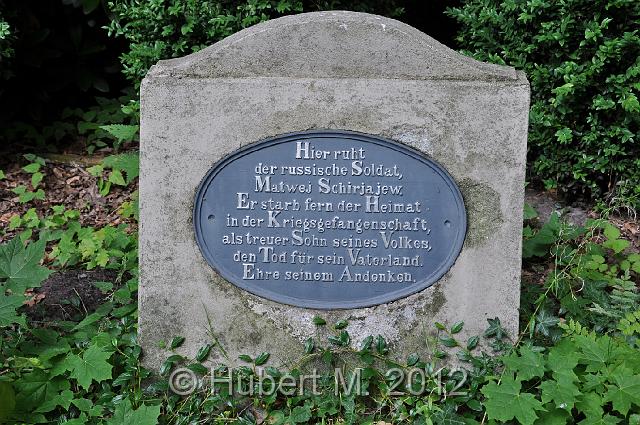 Hier ruht
der russische Soldat,
Matwej Schirjajew.
Er starb fern der Heimat
in der Kriegsgefangenschaft,
als treuer Sohn seines Volkes,
den Tod für sein Vaterland.
Ehre seinem Andenken.
© Hubert M. 2012 ©